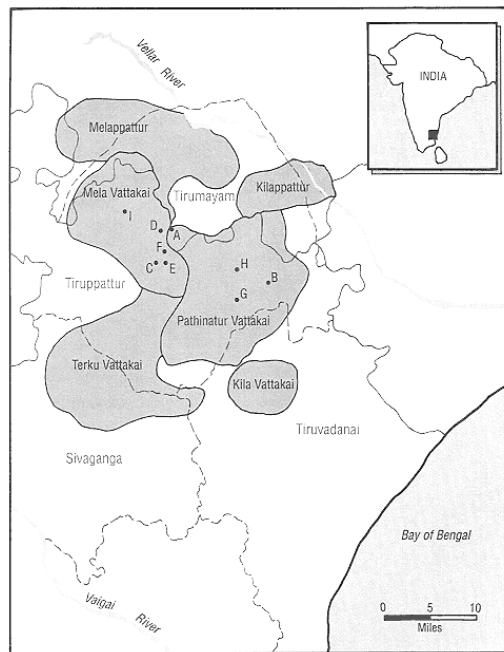 Vellar River
INDIA
Melappattur
Mela Vattakai
Tirumayam
Kilappattur
I
D
A
F
C
E
H
B
G
Tiruppattur
Pathinatur Vattakai
Terku Vattakai
Kila Vattakai
Tiruvadanai
Sivaganga
Bay of Bengal
Vaigai River
0 5 10
Miles